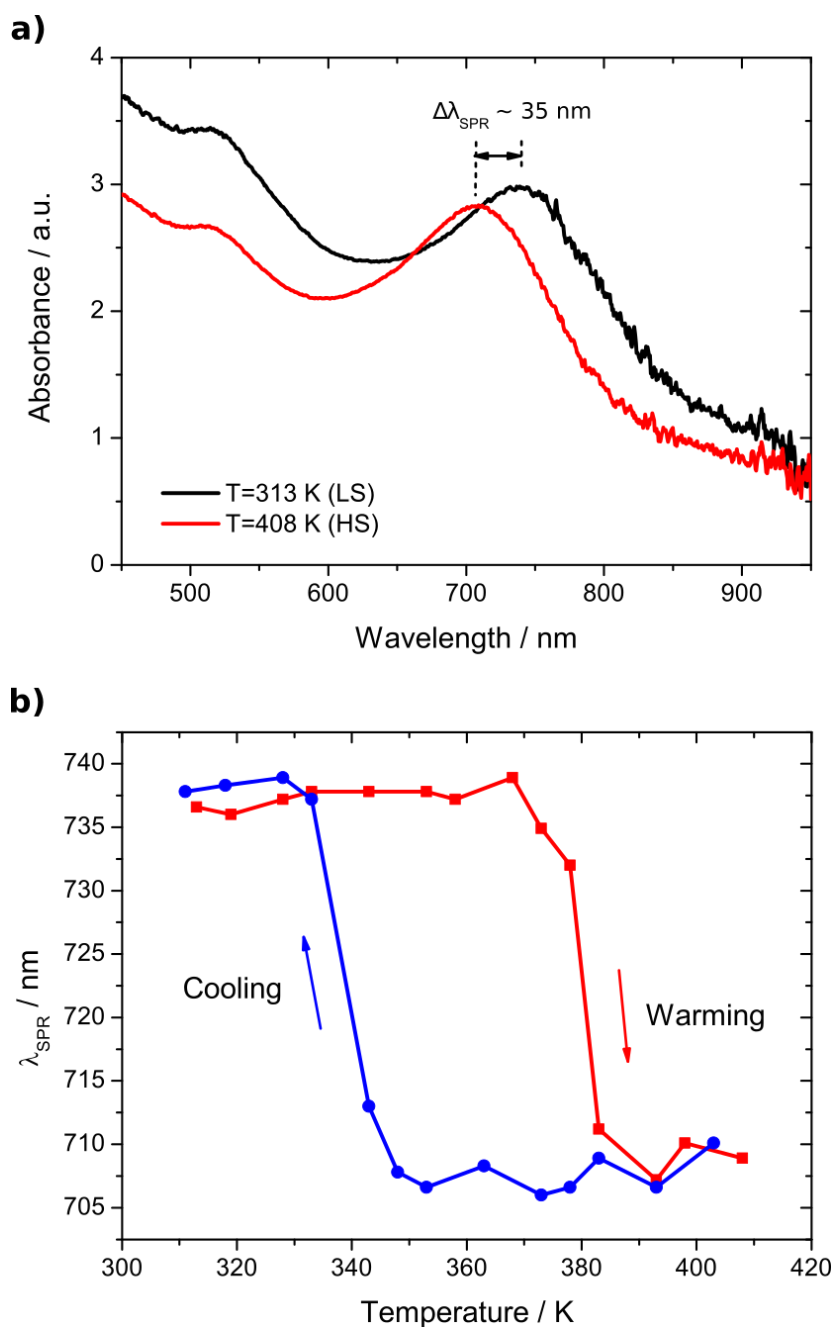 a)
4
3
2
1
0
Absorbance / a.u.
Δλ_SPR ~ 35 nm
T=313 K (LS)
T=408 K (HS)
500 600 700 800 900
Wavelength / nm
b)
740
735
730
725
720
715
710
705
λ_SPR / nm
Cooling
Warming
300 320 340 360 380 400 420
Temperature / K